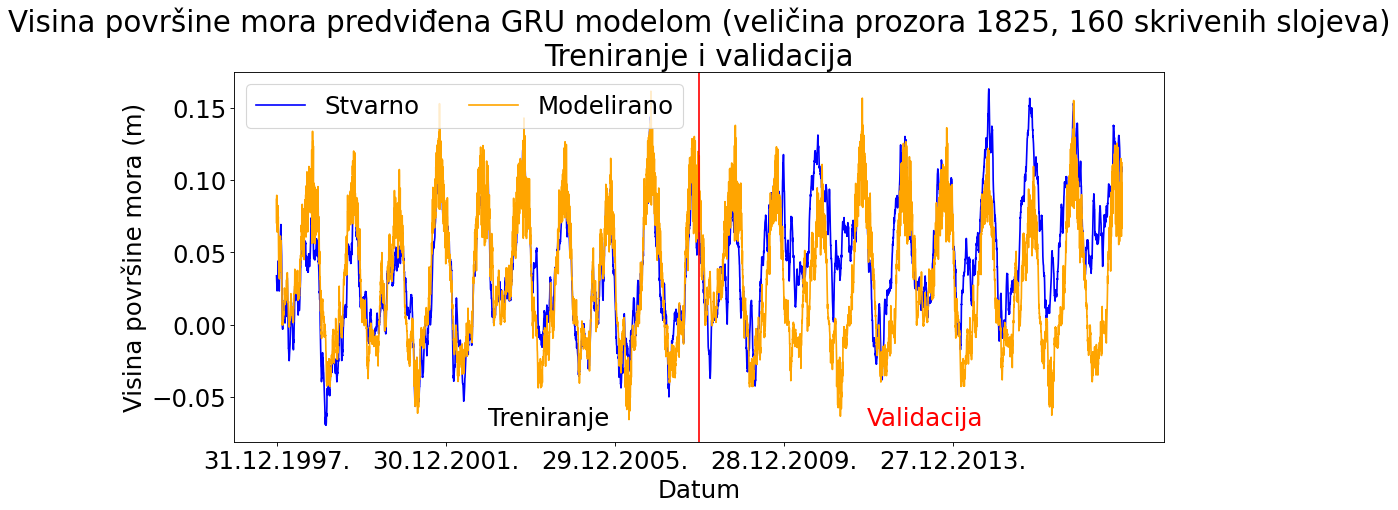 Visina površine mora predviđena GRU modelom (veličina prozora 1825, 160 skrivenih slojeva)
Treniranje i validacija
Stvarno
Modelirano
Visina površine mora (m)
0.15
0.10
0.05
0.00
−0.05
Treniranje
Validacija
31.12.1997.
30.12.2001.
29.12.2005.
28.12.2009.
27.12.2013.
Datum